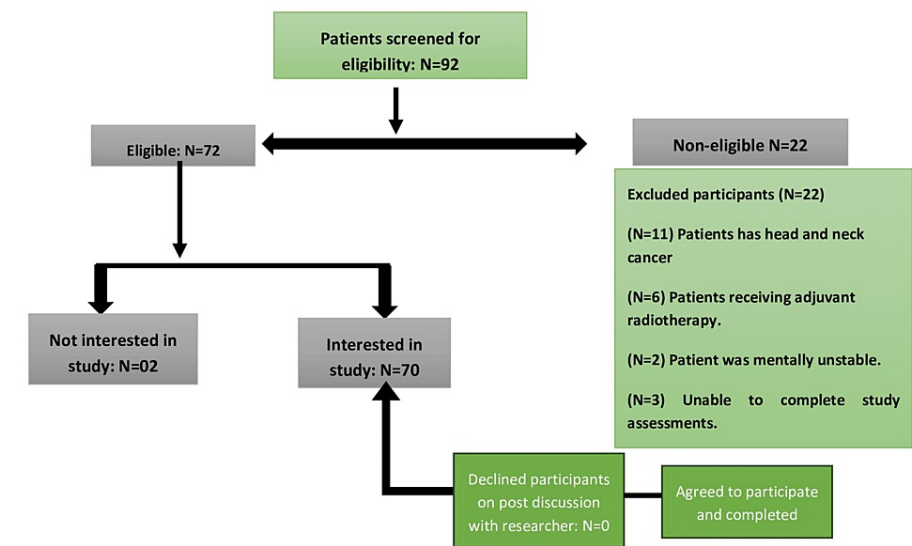 Patients screened for
eligibility: N=92
Eligible: N=72
Non-eligible N=22
Excluded participants (N=22)
(N=11) Patients has head and neck
cancer
(N=6) Patients receiving adjuvant
radiotherapy.
(N=2) Patient was mentally unstable.
(N=3) Unable to complete study
assessments.
Not interested in
study: N=02
Interested in
study: N=70
Declined participants
on post discussion
with researcher: N=0
Agreed to participate
and completed